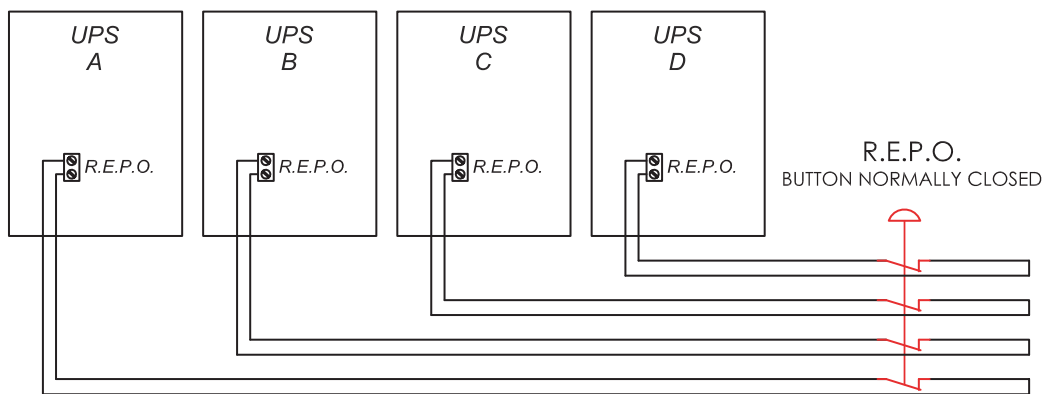 UPS
A
UPS
B
UPS
C
UPS
D
R.E.P.O.
R.E.P.O.
R.E.P.O.
R.E.P.O.
R.E.P.O.
BUTTON NORMALLY CLOSED